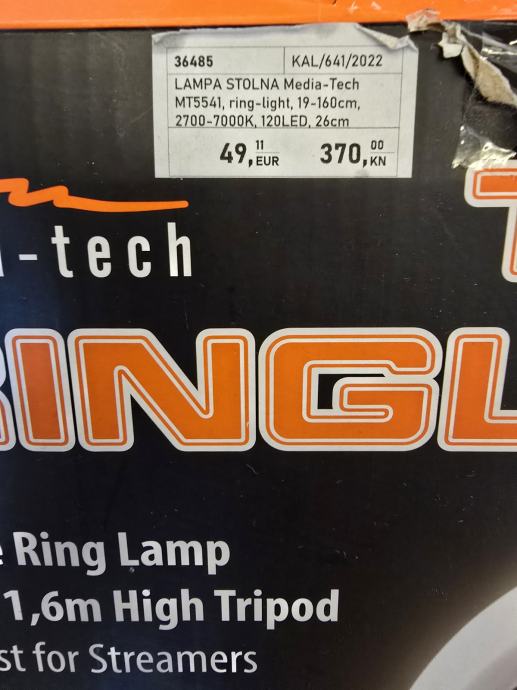 36485 KAL/641/2022
LAMPA STOLNA Media-Tech
MT5541, ring-light, 19-160cm,
2700-7000K, 120LED, 26cm
49,11 EUR 370,00 KN
-tech
INGL
Ring Lamp
1,6m High Tripod
st for Streamers